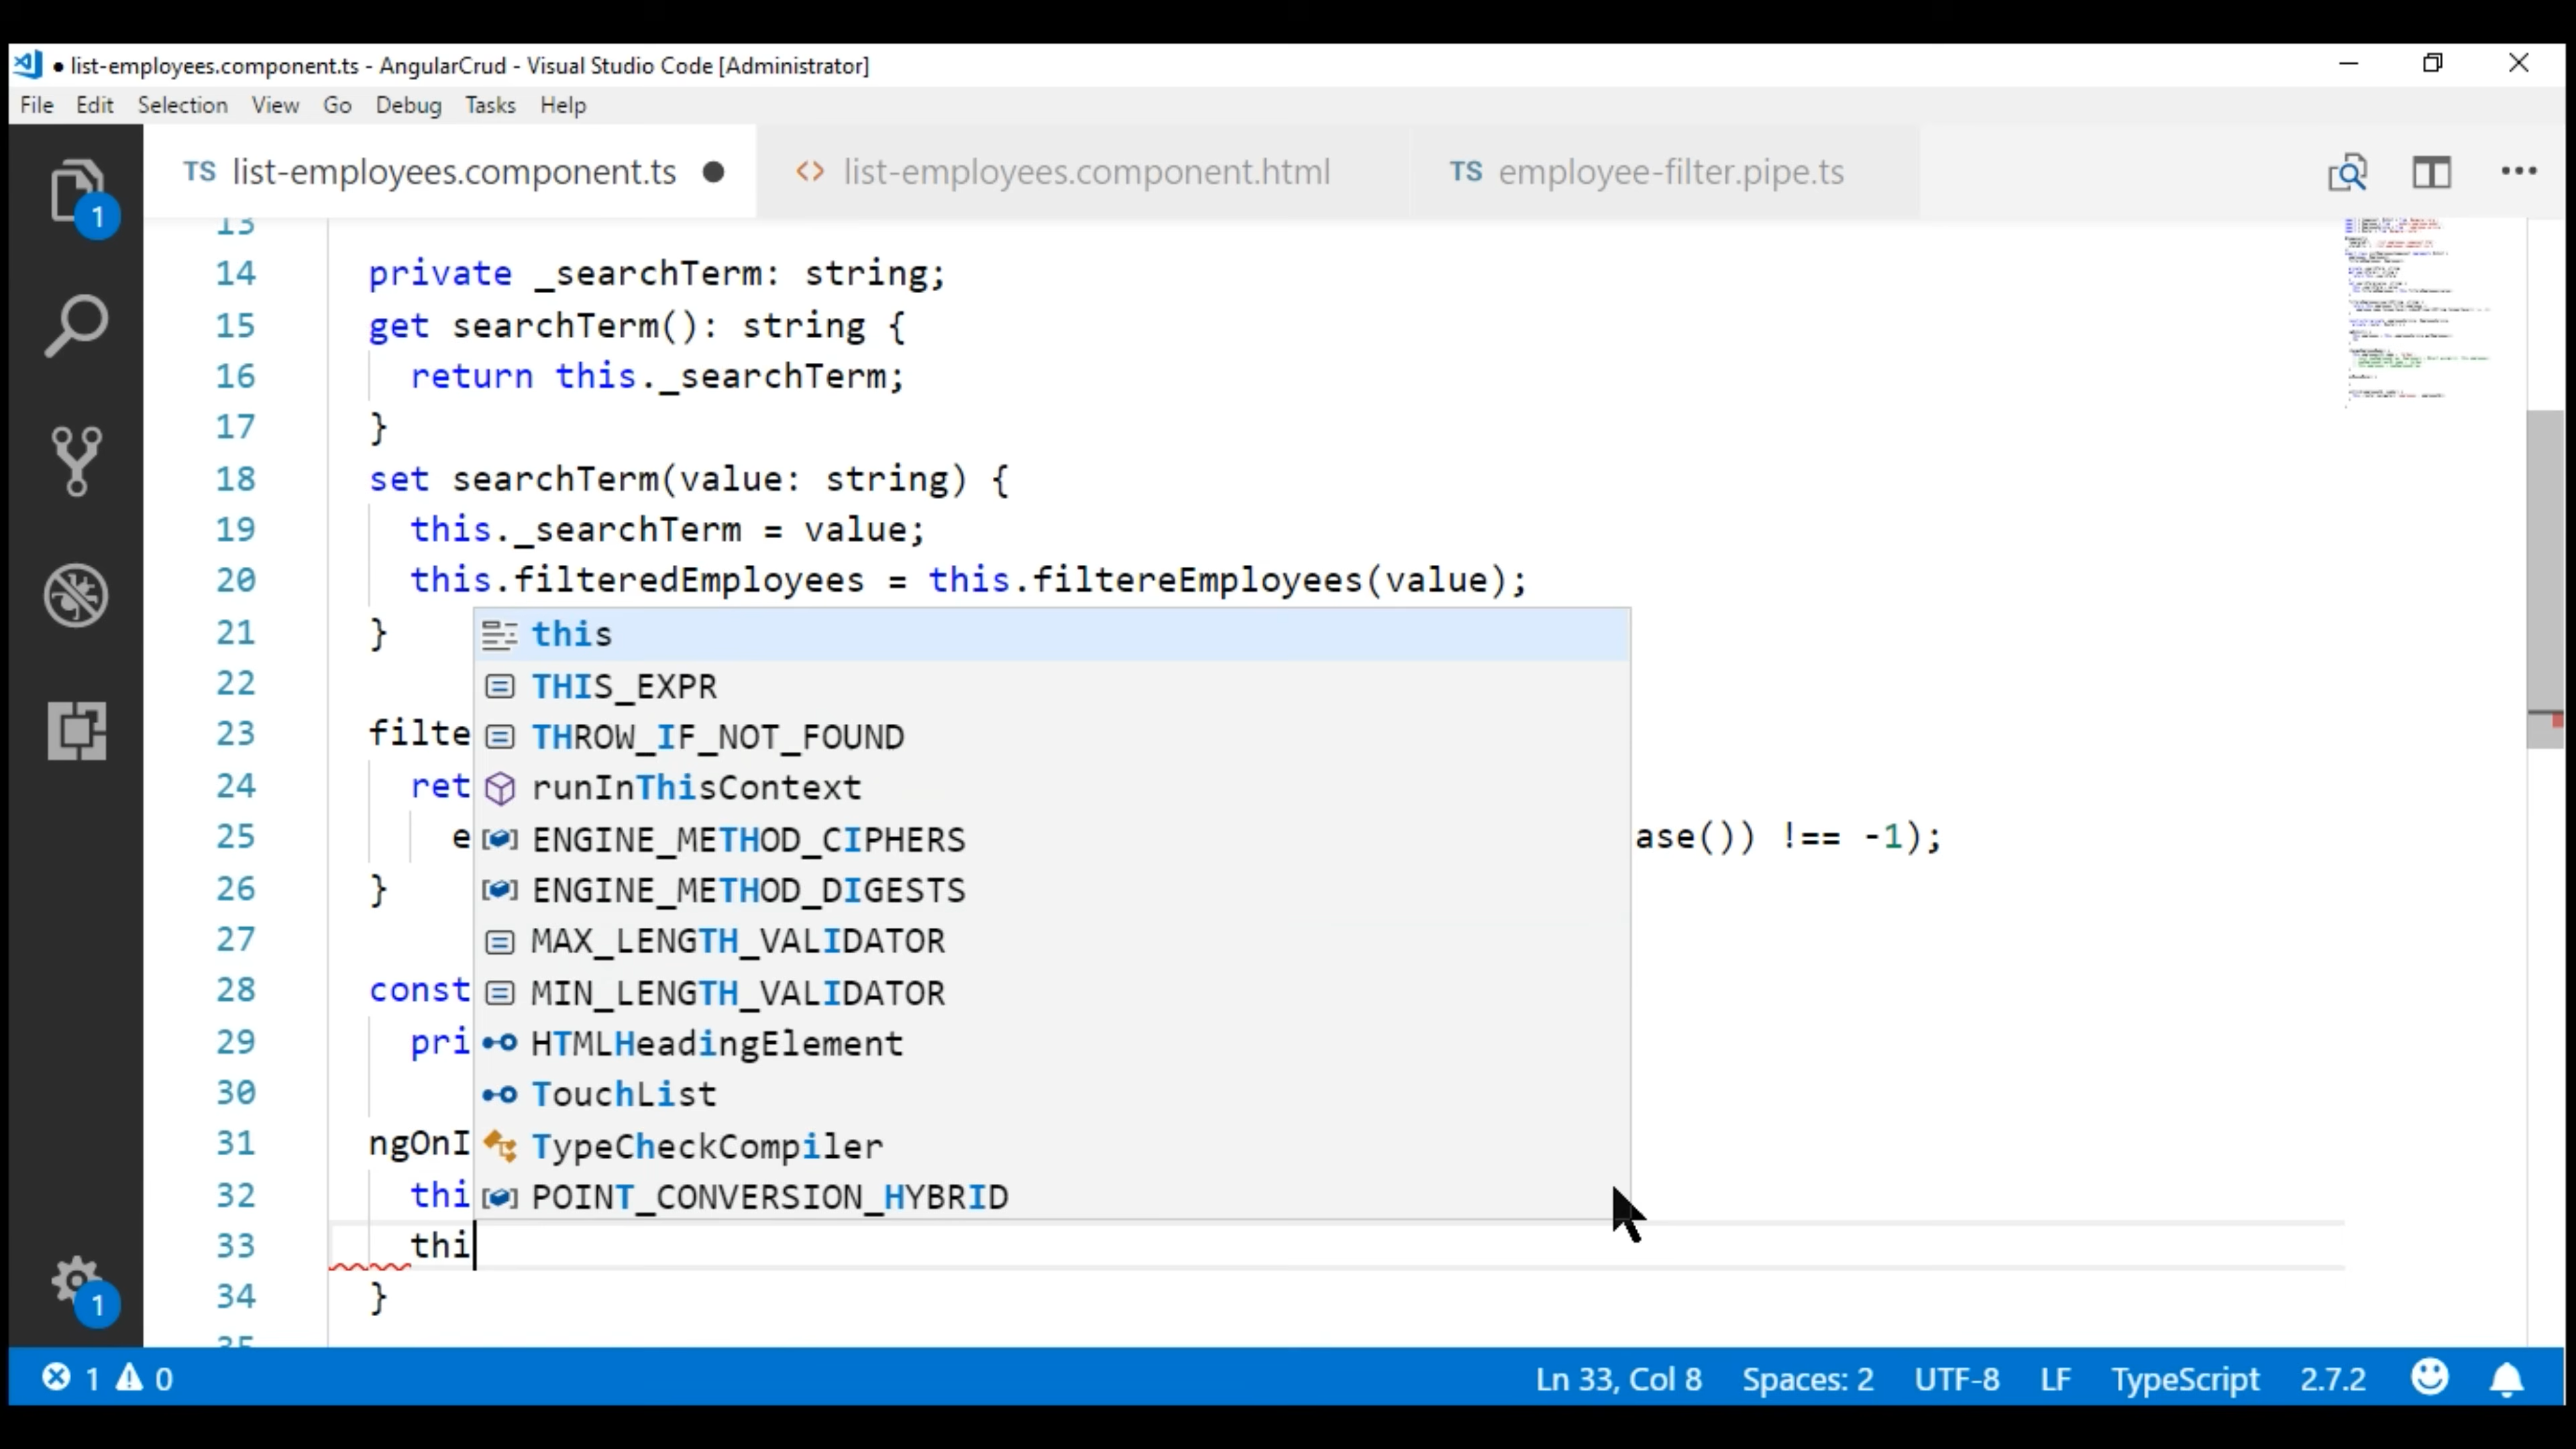 ● list-employees.component.ts - AngularCrud - Visual Studio Code [Administrator]
File Edit Selection View Go Debug Tasks Help
TS list-employees.component.ts ●
<> list-employees.component.html
TS employee-filter.pipe.ts
1
13
14 private _searchTerm: string;
15 get searchTerm(): string {
16 return this._searchTerm;
17 }
18 set searchTerm(value: string) {
19 this._searchTerm = value;
20 this.filteredEmployees = this.filtereEmployees(value);
21 }
22
23 filte
24 ret
25 e ase()) !== -1);
26 }
27
28 const
29 pri
30
31 ngOnI
32 thi
33 thi
34 }
35
this
THIS_EXPR
THROW_IF_NOT_FOUND
runInThisContext
ENGINE_METHOD_CIPHERS
ENGINE_METHOD_DIGESTS
MAX_LENGTH_VALIDATOR
MIN_LENGTH_VALIDATOR
HTMLHeadingElement
TouchList
TypeCheckCompiler
POINT_CONVERSION_HYBRID
1
1 0 Ln 33, Col 8 Spaces: 2 UTF-8 LF TypeScript 2.7.2